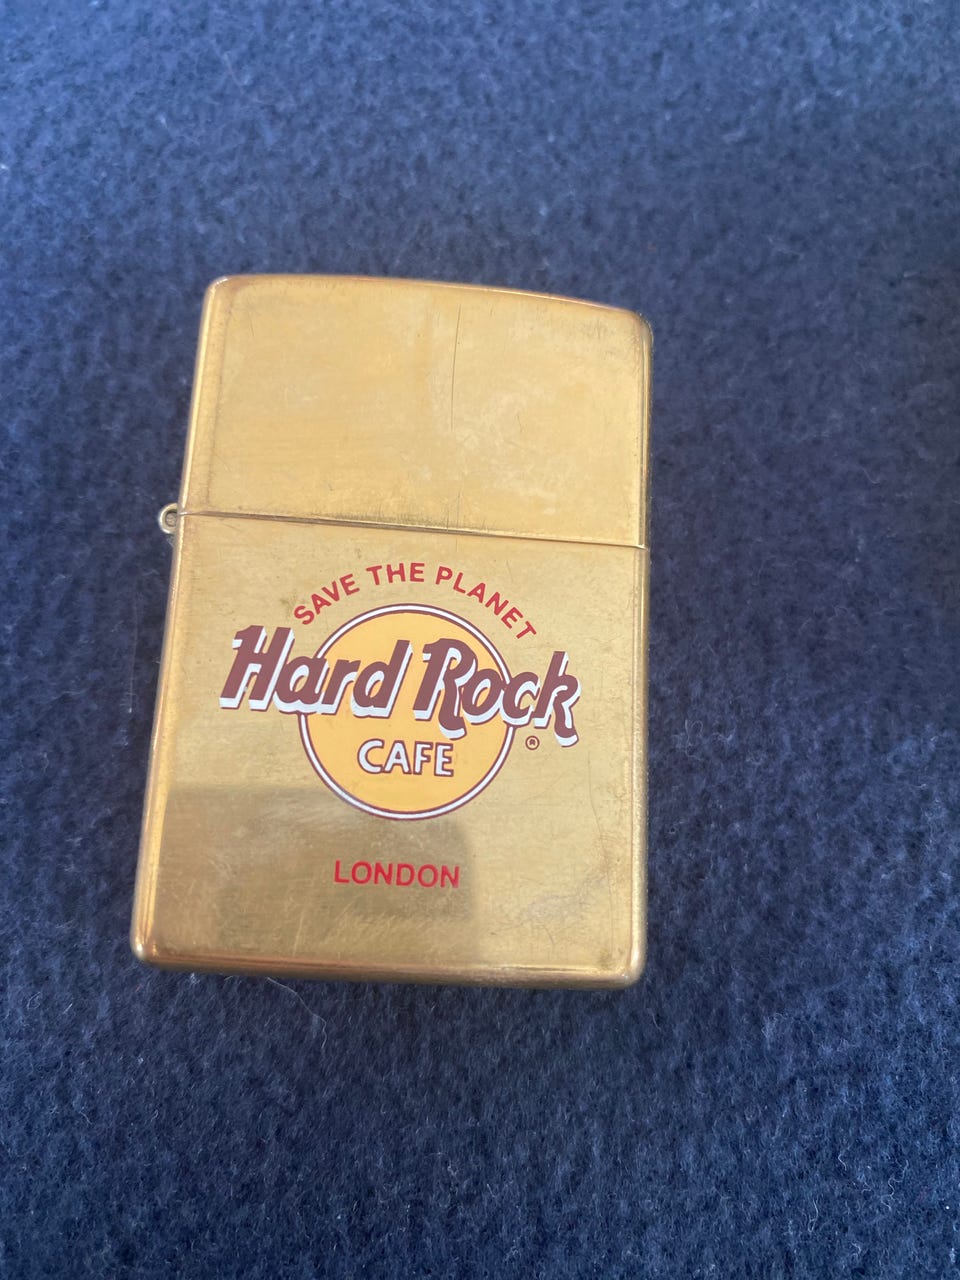 SAVE THE PLANET
Hard Rock
®
CAFE
LONDON